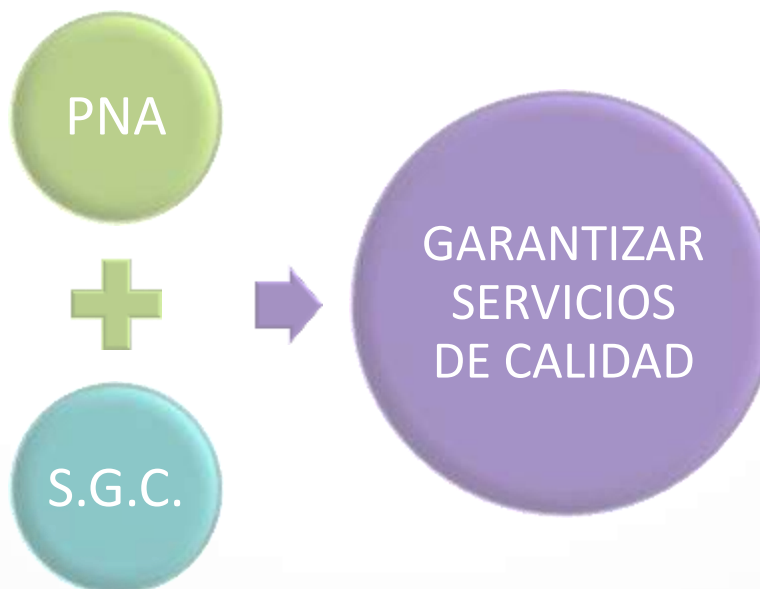 PNA
S.G.C.
GARANTIZAR
SERVICIOS
DE CALIDAD